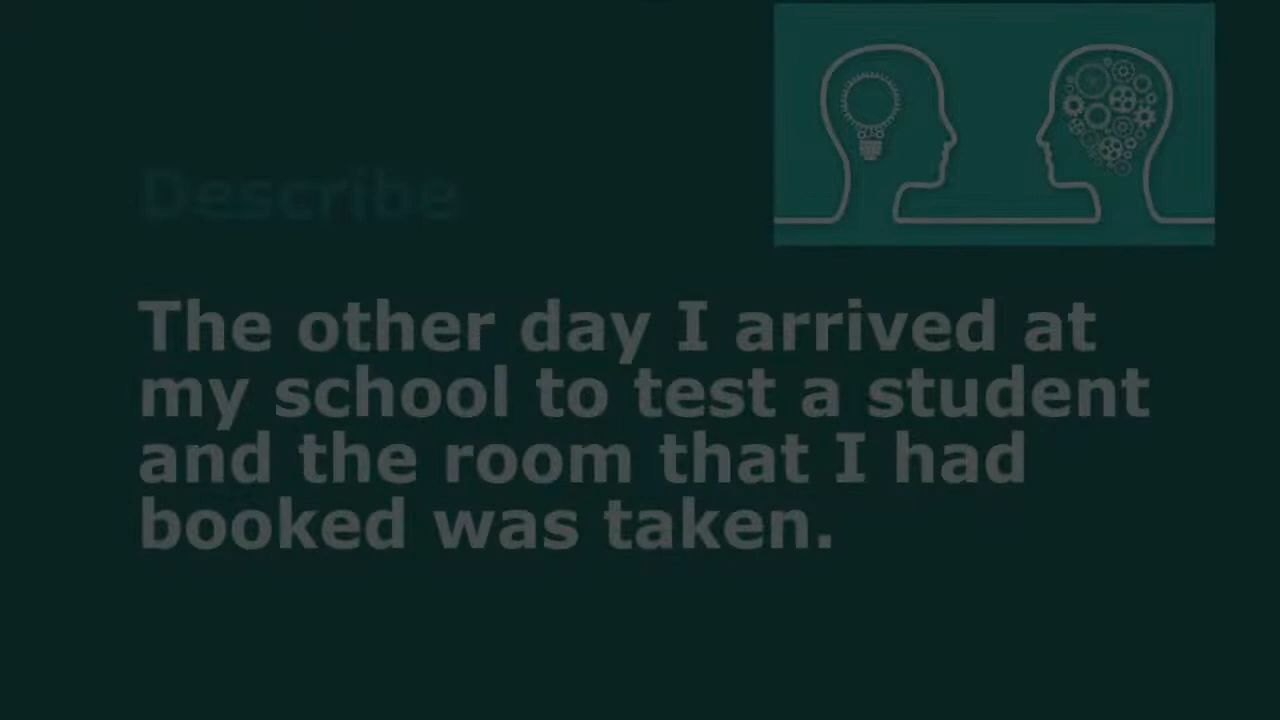 Describe
The other day I arrived at
my school to test a student
and the room that I had
booked was taken.